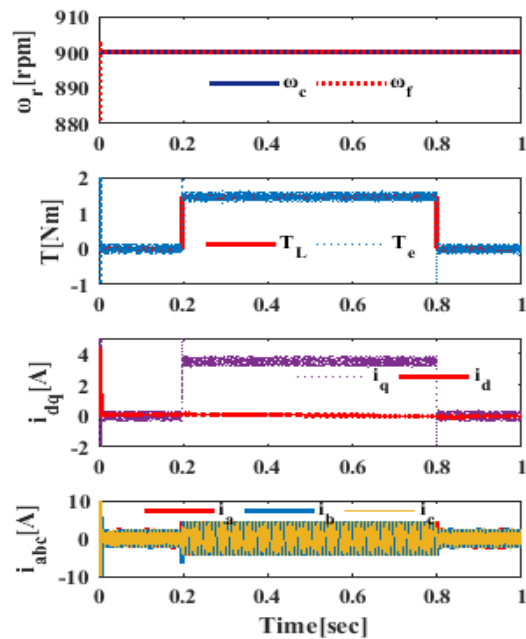 ω_r[rpm]
910
900
890
880
ω_c ω_f
0 0.2 0.4 0.6 0.8 1
T[Nm]
2
1
0
-1
T_L T_e
0 0.2 0.4 0.6 0.8 1
i_dq[A]
4
2
0
-2
i_q i_d
0 0.2 0.4 0.6 0.8 1
i_abc[A]
10
0
-10
i_a i_b i_c
0 0.2 0.4 0.6 0.8 1
Time[sec]